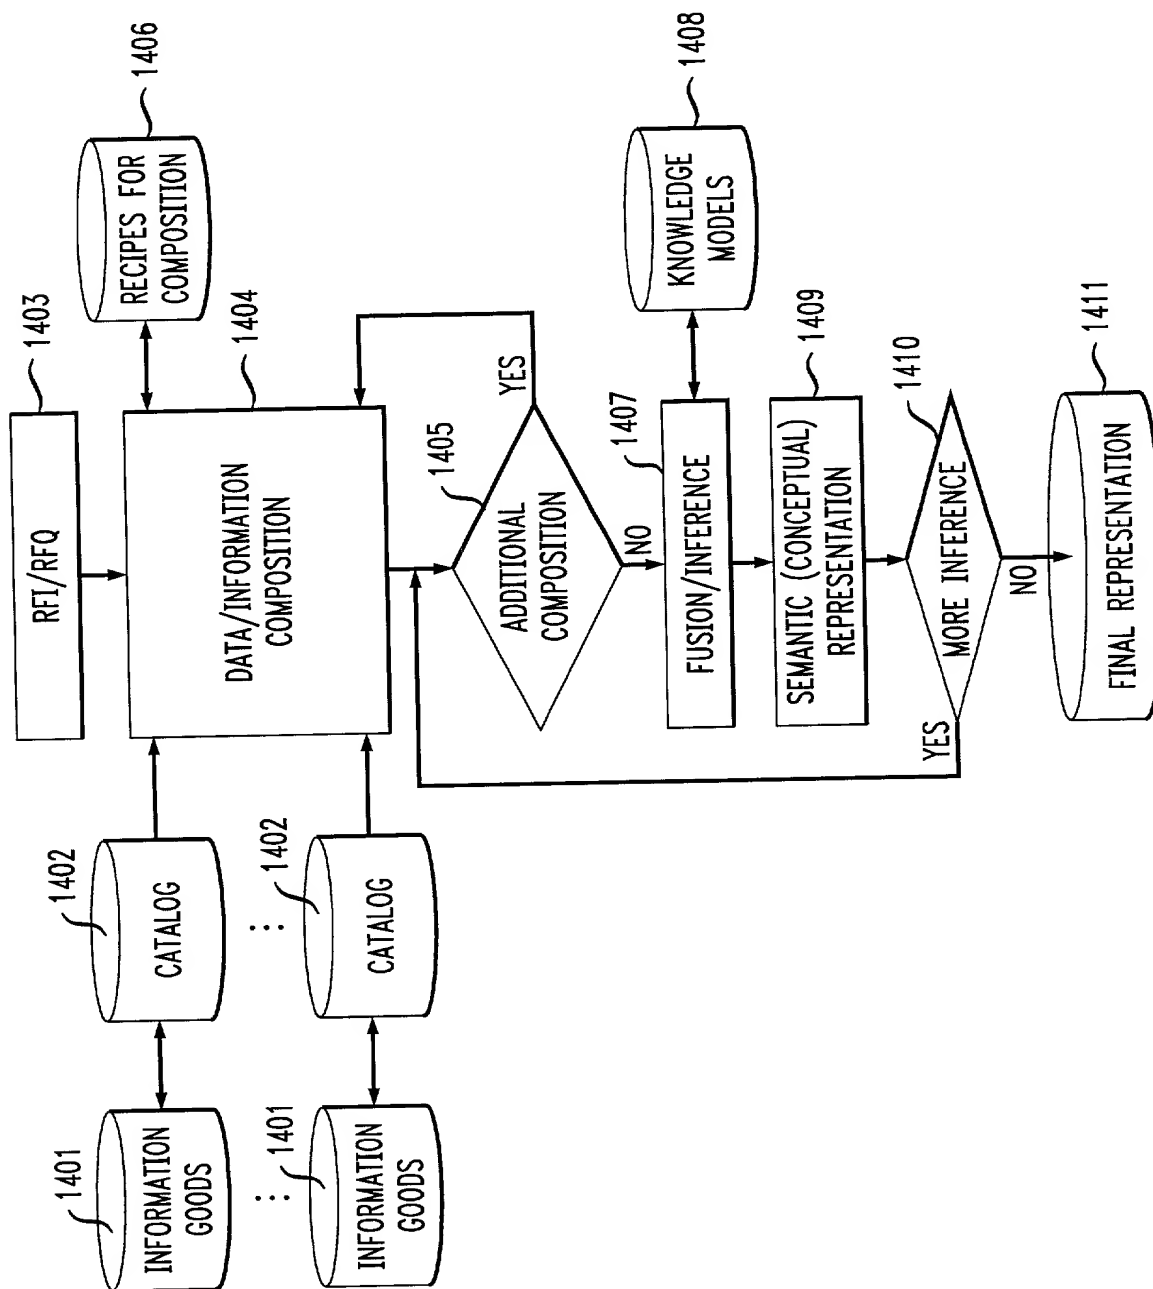 1403
RFI/RFQ
1406
RECIPES FOR
COMPOSITION
1404
DATA/INFORMATION
COMPOSITION
1402
CATALOG
1402
CATALOG
1401
INFORMATION
GOODS
1401
INFORMATION
GOODS
1405
ADDITIONAL
COMPOSITION
YES
NO
1407
FUSION/INFERENCE
1408
KNOWLEDGE
MODELS
1409
SEMANTIC (CONCEPTUAL)
REPRESENTATION
1410
MORE INFERENCE
YES
NO
1411
FINAL REPRESENTATION